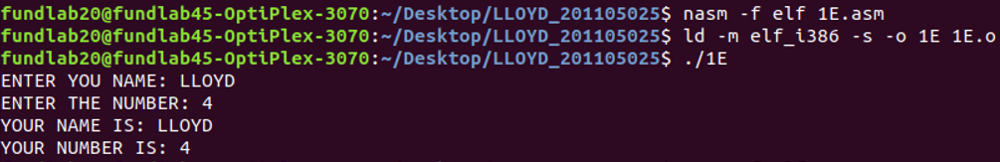 fundlab20@fundlab45-OptiPlex-3070:~/Desktop/LLOYD_201105025$ nasm -f elf 1E.asm
fundlab20@fundlab45-OptiPlex-3070:~/Desktop/LLOYD_201105025$ ld -m elf_i386 -s -o 1E 1E.o
fundlab20@fundlab45-OptiPlex-3070:~/Desktop/LLOYD_201105025$ ./1E
ENTER YOU NAME: LLOYD
ENTER THE NUMBER: 4
YOUR NAME IS: LLOYD
YOUR NUMBER IS: 4